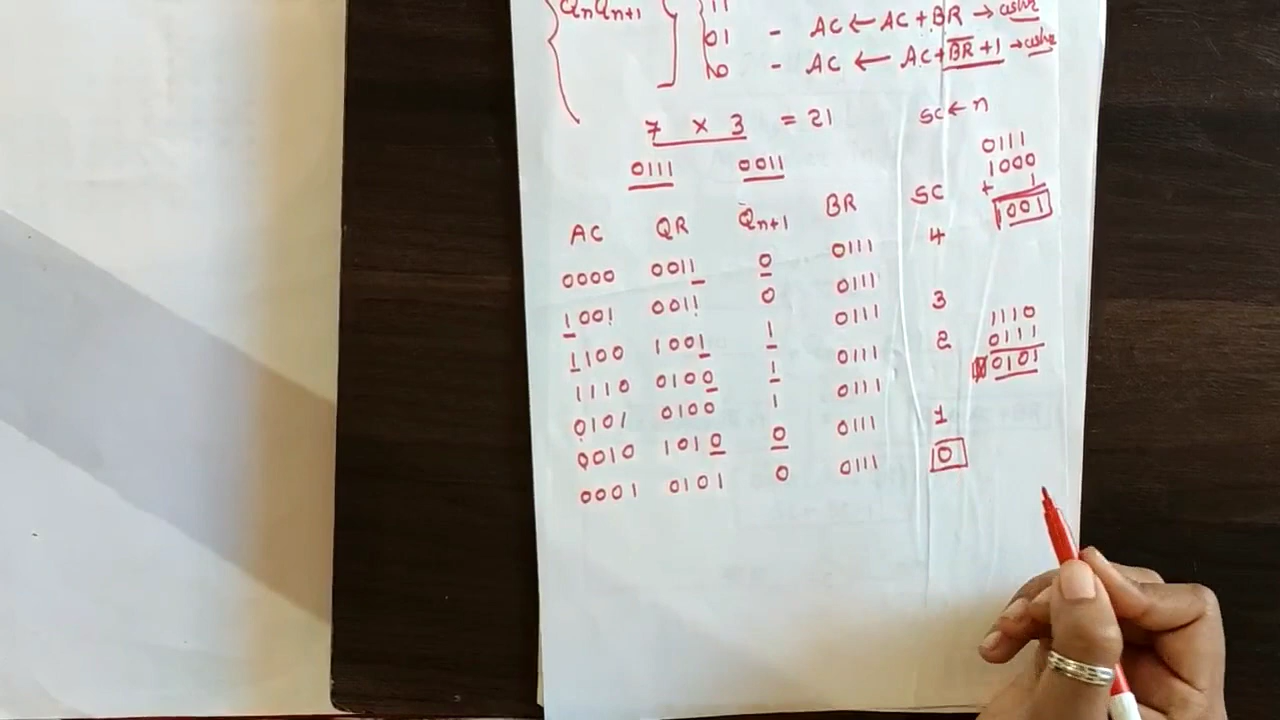 QnQn+1 11
01 - AC ← AC + BR → ashr
10 - AC ← AC + B̅R̅ + 1 → ashr
7 × 3 = 21
SC ← n
0111 0011
0111
1000
+ 1
1001
AC QR Qn+1 BR SC
0000 0011 0 0111 4
1001 0011 0 0111
1100 1001 1 0111 3
1110 0100 1 0111 2
0101 0100 1 0111
0010 1010 0 0111 1
0001 0101 0 0111 0
1110
0111
0101